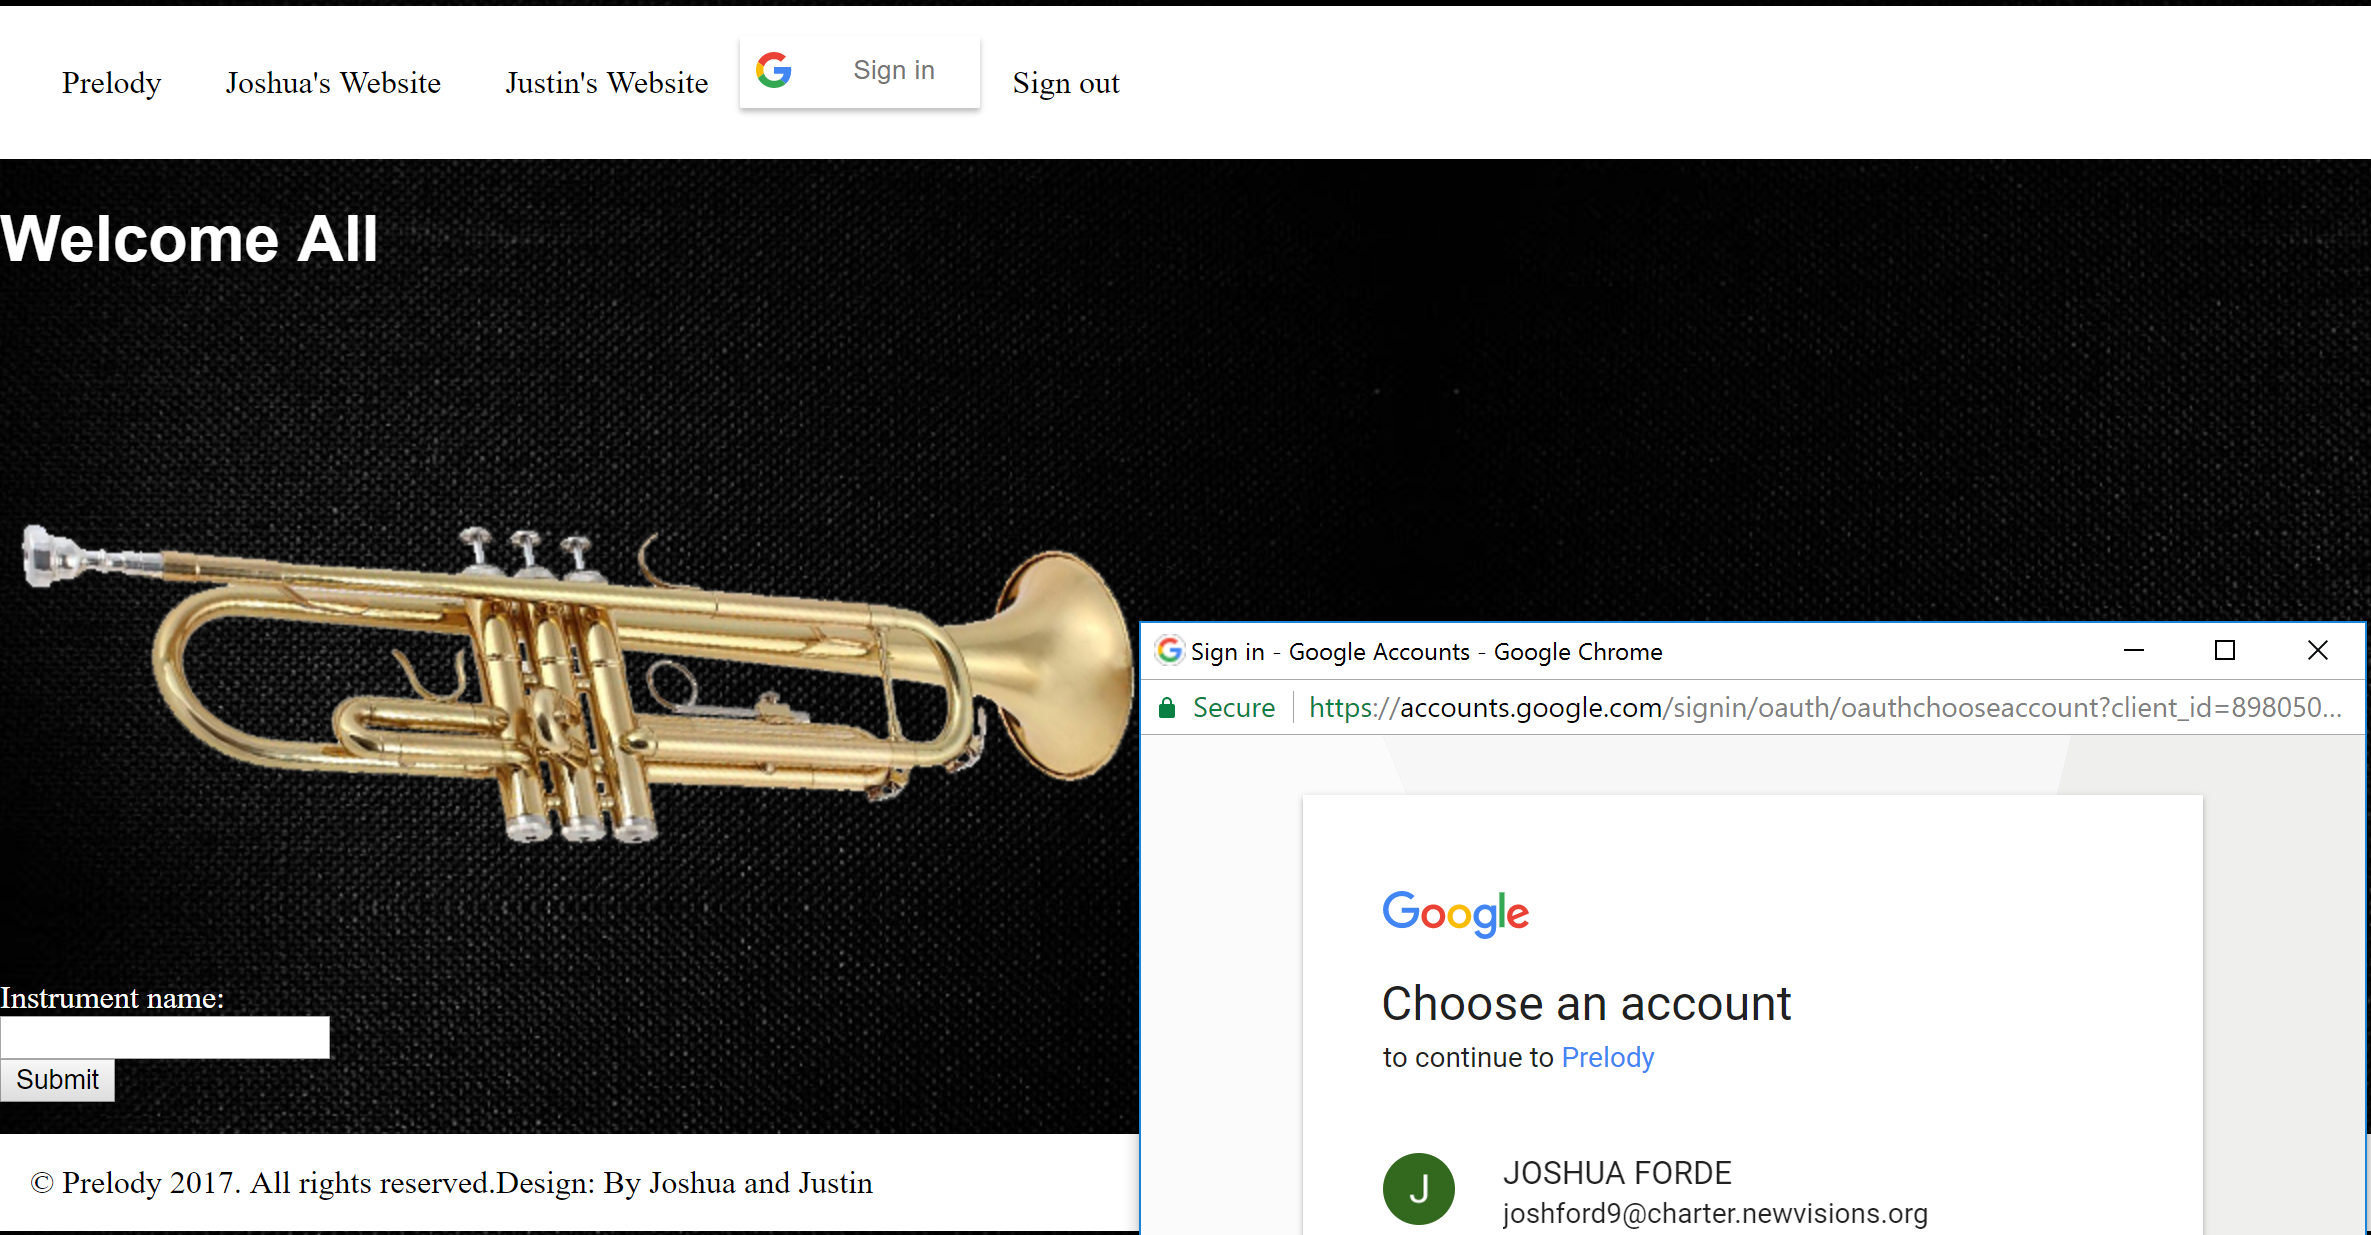 Prelody Joshua's Website Justin's Website Sign in Sign out
Welcome All
Instrument name:
Submit
© Prelody 2017. All rights reserved.Design: By Joshua and Justin
Sign in - Google Accounts - Google Chrome
Secure https://accounts.google.com/signin/oauth/oauthchooseaccount?client_id=898050...
Google
Choose an account
to continue to Prelody
J
JOSHUA FORDE
joshford9@charter.newvisions.org